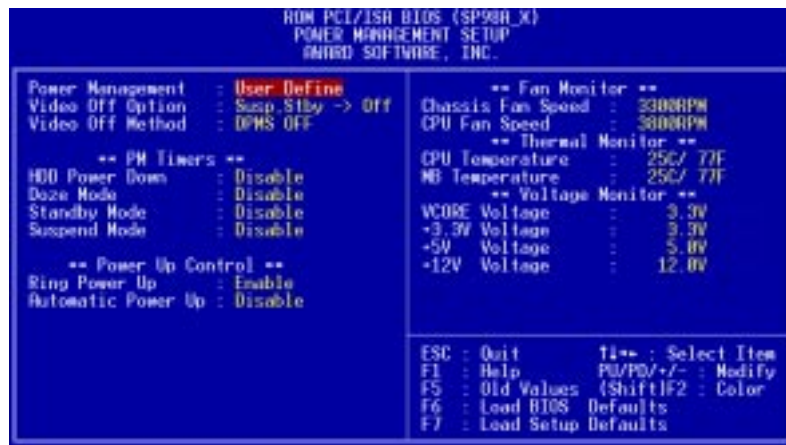 ROM PCI/ISA BIOS (SP98A_X)
POWER MANAGEMENT SETUP
AWARD SOFTWARE, INC.
Power Management : User Define
Video Off Option : Susp,Stby -> Off
Video Off Method : DPMS OFF
** PM Timers **
HDD Power Down : Disable
Doze Mode : Disable
Standby Mode : Disable
Suspend Mode : Disable
** Power Up Control **
Ring Power Up : Enable
Automatic Power Up : Disable
** Fan Monitor **
Chassis Fan Speed : 3300RPM
CPU Fan Speed : 3800RPM
** Thermal Monitor **
CPU Temperature : 25C/ 77F
MB Temperature : 25C/ 77F
** Voltage Monitor **
VCORE Voltage : 3.3V
+3.3V Voltage : 3.3V
+5V Voltage : 5.0V
+12V Voltage : 12.0V
ESC : Quit ↑↓→← : Select Item
F1 : Help PU/PD/+/- : Modify
F5 : Old Values (Shift)F2 : Color
F6 : Load BIOS Defaults
F7 : Load Setup Defaults